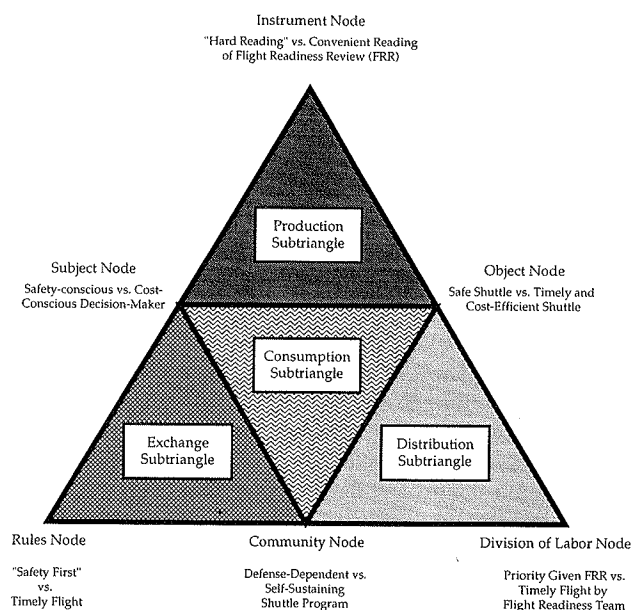 Instrument Node
"Hard Reading" vs. Convenient Reading
of Flight Readiness Review (FRR)
Production
Subtriangle
Subject Node
Safety-conscious vs. Cost-
Conscious Decision-Maker
Object Node
Safe Shuttle vs. Timely and
Cost-Efficient Shuttle
Consumption
Subtriangle
Exchange
Subtriangle
Distribution
Subtriangle
Rules Node
"Safety First"
vs.
Timely Flight
Community Node
Defense-Dependent vs.
Self-Sustaining
Shuttle Program
Division of Labor Node
Priority Given FRR vs.
Timely Flight by
Flight Readiness Team